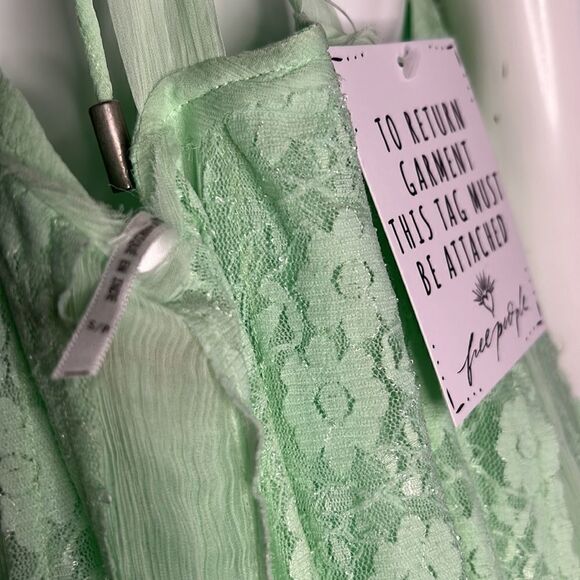 TO RETURN
GARMENT
THIS TAG MUST
BE ATTACHED
free people